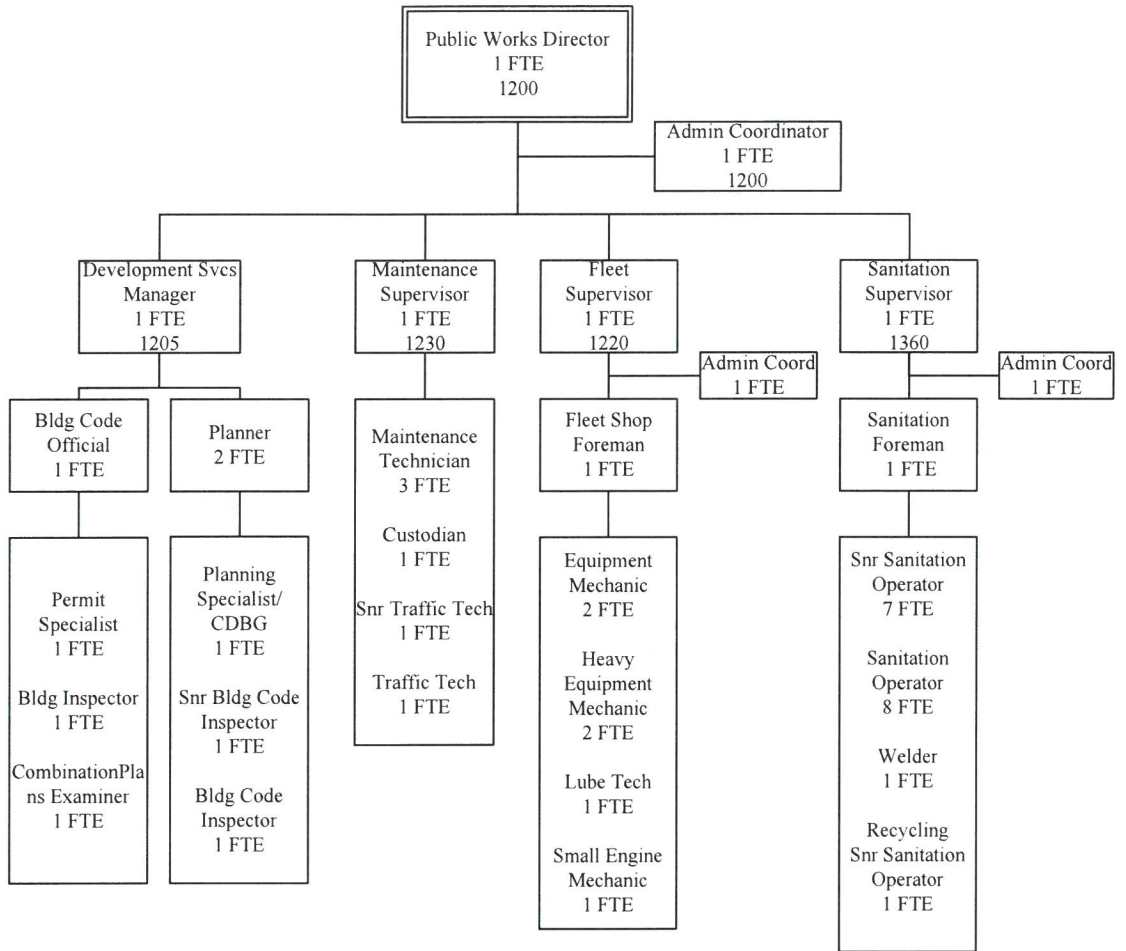 Public Works Director
1 FTE
1200
Admin Coordinator
1 FTE
1200
Development Svcs
Manager
1 FTE
1205
Maintenance
Supervisor
1 FTE
1230
Fleet
Supervisor
1 FTE
1220
Sanitation
Supervisor
1 FTE
1360
Admin Coord
1 FTE
Admin Coord
1 FTE
Bldg Code
Official
1 FTE
Planner
2 FTE
Maintenance
Technician
3 FTE
Custodian
1 FTE
Snr Traffic Tech
1 FTE
Traffic Tech
1 FTE
Fleet Shop
Foreman
1 FTE
Sanitation
Foreman
1 FTE
Permit
Specialist
1 FTE
Bldg Inspector
1 FTE
CombinationPla
ns Examiner
1 FTE
Planning
Specialist/
CDBG
1 FTE
Snr Bldg Code
Inspector
1 FTE
Bldg Code
Inspector
1 FTE
Equipment
Mechanic
2 FTE
Heavy
Equipment
Mechanic
2 FTE
Lube Tech
1 FTE
Small Engine
Mechanic
1 FTE
Snr Sanitation
Operator
7 FTE
Sanitation
Operator
8 FTE
Welder
1 FTE
Recycling
Snr Sanitation
Operator
1 FTE